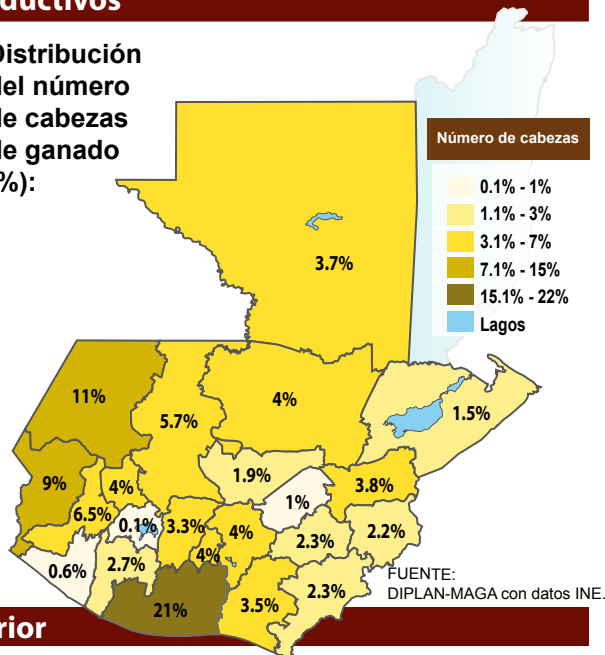 ductivos
Distribución
del número
de cabezas
de ganado
%):
Número de cabezas
0.1% - 1%
1.1% - 3%
3.1% - 7%
7.1% - 15%
15.1% - 22%
Lagos
3.7%
11%
5.7%
4%
1.5%
9%
4%
1.9%
1%
3.8%
6.5%
0.1%
3.3%
4%
2.3%
2.2%
0.6%
2.7%
4%
21%
3.5%
2.3%
FUENTE:
DIPLAN-MAGA con datos INE.
rior